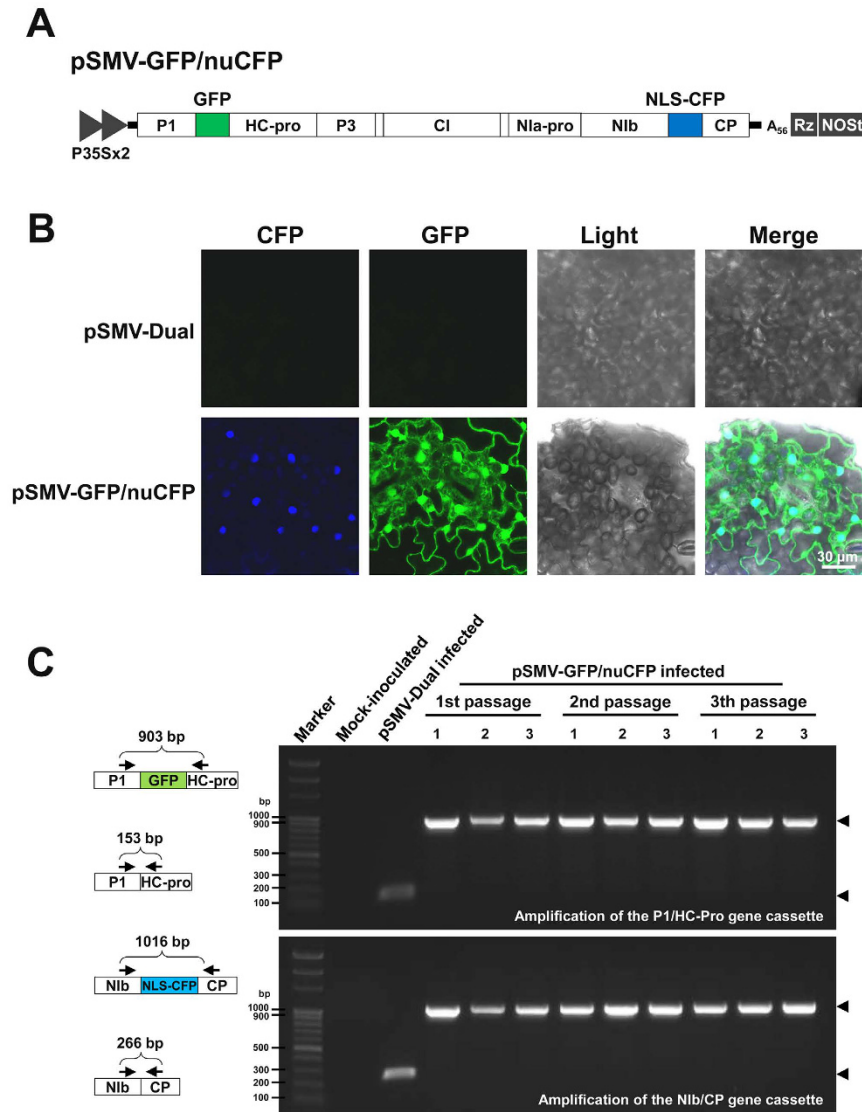 A
pSMV-GFP/nuCFP
GFP
NLS-CFP
P1
HC-pro
P3
CI
NIa-pro
NIb
CP
A56
Rz
NOSt
P35Sx2
B
CFP
GFP
Light
Merge
pSMV-Dual
pSMV-GFP/nuCFP
30 µm
C
Marker
Mock-inoculated
pSMV-Dual infected
pSMV-GFP/nuCFP infected
1st passage
2nd passage
3th passage
1 2 3 1 2 3 1 2 3
903 bp
P1 GFP HC-pro
153 bp
P1 HC-pro
bp
1000
900
500
300
200
100
Amplification of the P1/HC-Pro gene cassette
1016 bp
NIb NLS-CFP CP
266 bp
NIb CP
bp
1000
900
500
300
200
100
Amplification of the NIb/CP gene cassette